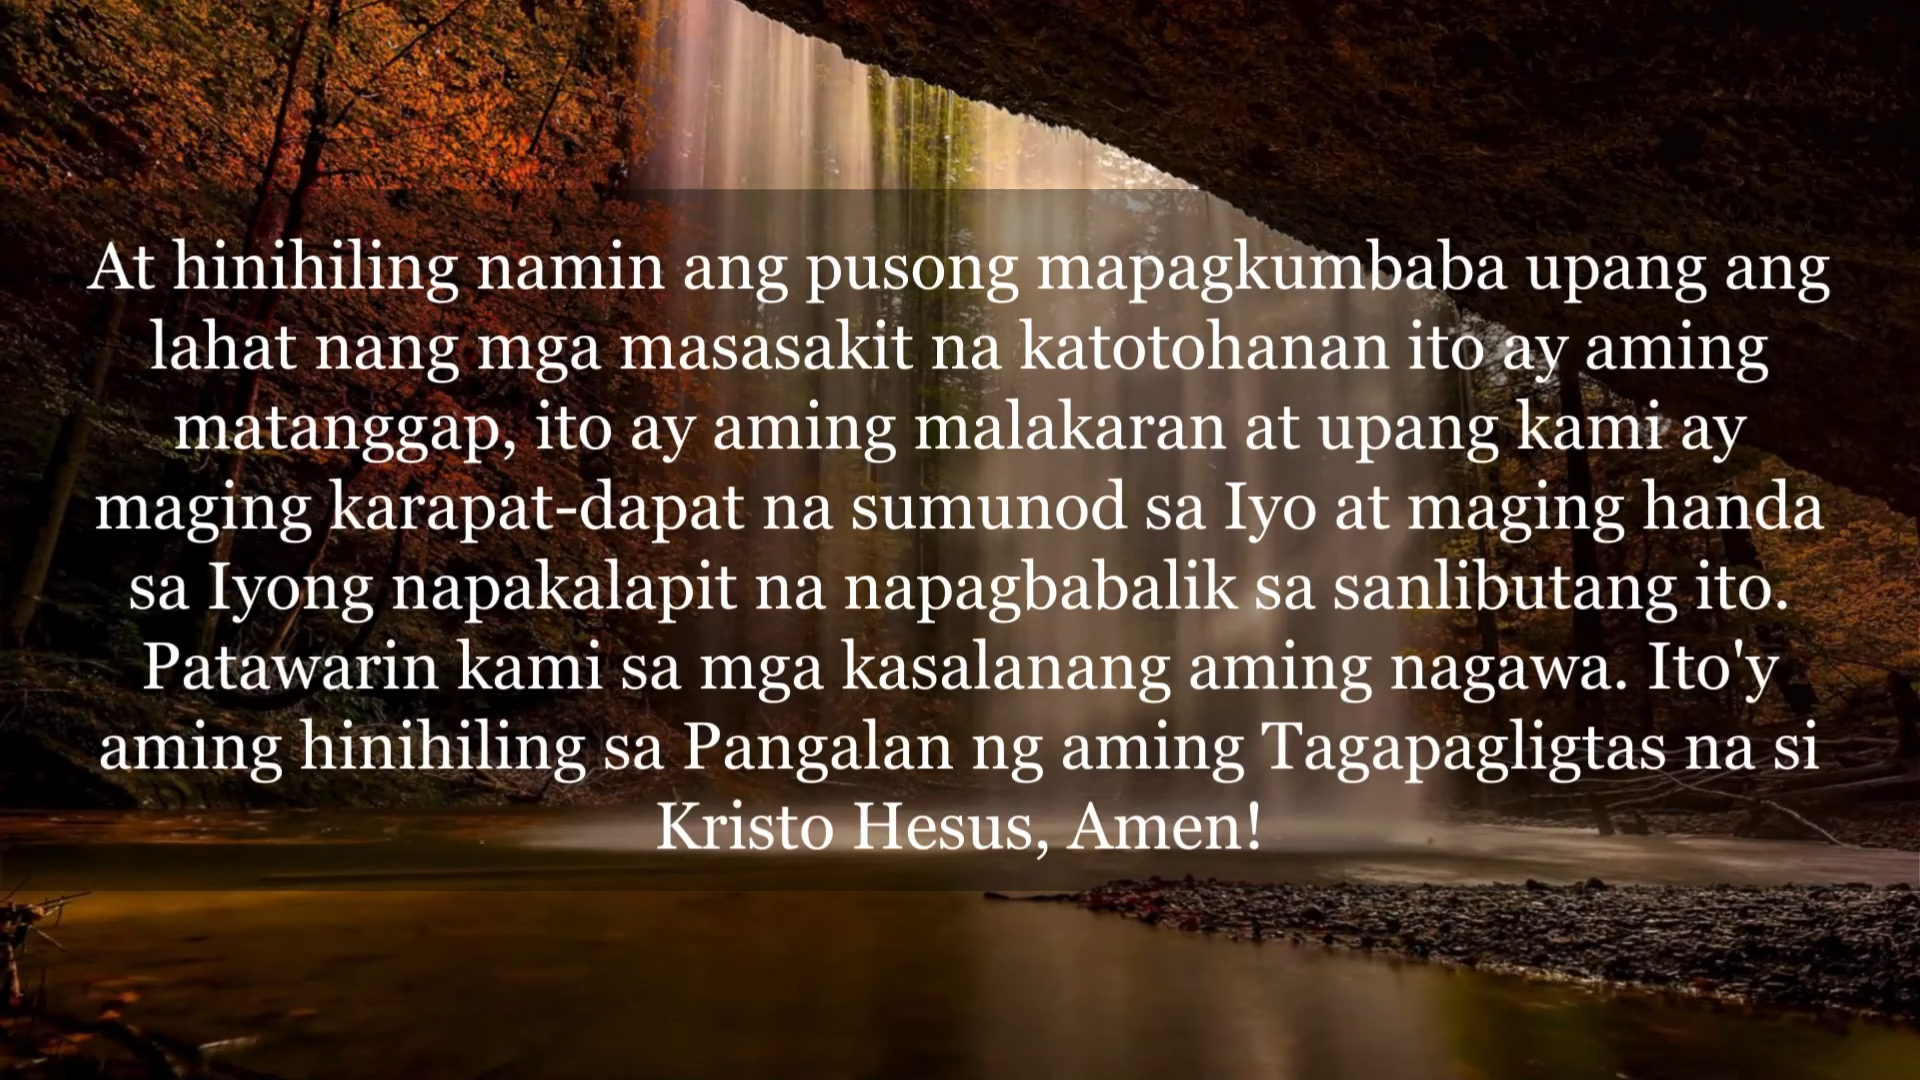 At hinihiling namin ang pusong mapagkumbaba upang ang
lahat nang mga masasakit na katotohanan ito ay aming
matanggap, ito ay aming malakaran at upang kami ay
maging karapat-dapat na sumunod sa Iyo at maging handa
sa Iyong napakalapit na napagbabalik sa sanlibutang ito.
Patawarin kami sa mga kasalanang aming nagawa. Ito'y
aming hinihiling sa Pangalan ng aming Tagapagligtas na si
Kristo Hesus, Amen!